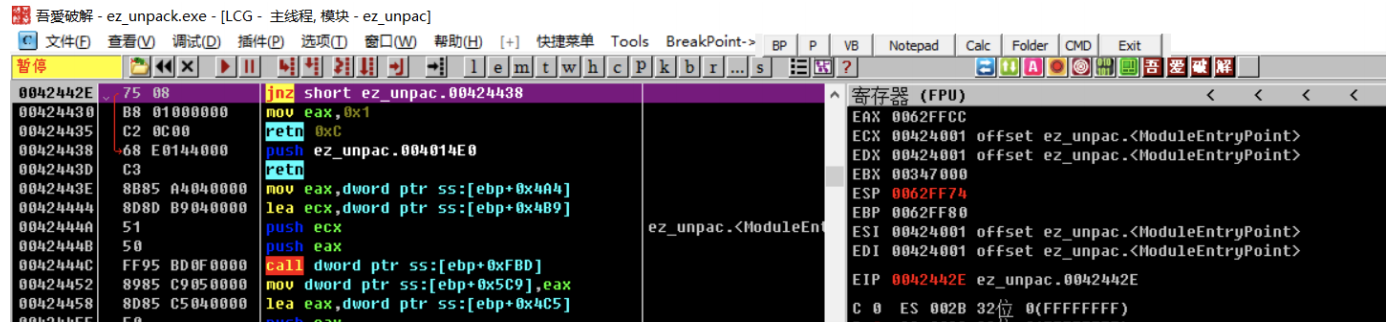 吾愛破解 - ez_unpack.exe - [LCG - 主线程, 模块 - ez_unpac]
C 文件(F) 查看(V) 调试(D) 插件(P) 选项(T) 窗口(W) 帮助(H) [+] 快捷菜单 Tools BreakPoint-> BP P VB Notepad Calc Folder CMD Exit
暂停 l e m t w h c P k b r ... s ? A 吾 爱 破 解
0042442E 75 08 jnz short ez_unpac.00424438
00424430 B8 01000000 mov eax,0x1
00424435 C2 0C00 retn 0xC
00424438 68 E0144000 push ez_unpac.004014E0
0042443D C3 retn
0042443E 8B85 A4040000 mov eax,dword ptr ss:[ebp+0x4A4]
00424444 8D8D B9040000 lea ecx,dword ptr ss:[ebp+0x4B9]
0042444A 51 push ecx ez_unpac.<ModuleEnt
0042444B 50 push eax
0042444C FF95 BD0F0000 call dword ptr ss:[ebp+0xFBD]
00424452 8985 C9050000 mov dword ptr ss:[ebp+0x5C9],eax
00424458 8D85 C5040000 lea eax,dword ptr ss:[ebp+0x4C5]
寄存器 (FPU) < < < <
EAX 0062FFCC
ECX 00424001 offset ez_unpac.<ModuleEntryPoint>
EDX 00424001 offset ez_unpac.<ModuleEntryPoint>
EBX 00347000
ESP 0062FF74
EBP 0062FF80
ESI 00424001 offset ez_unpac.<ModuleEntryPoint>
EDI 00424001 offset ez_unpac.<ModuleEntryPoint>
EIP 0042442E ez_unpac.0042442E
C 0 ES 002B 32位 0(FFFFFFFF)